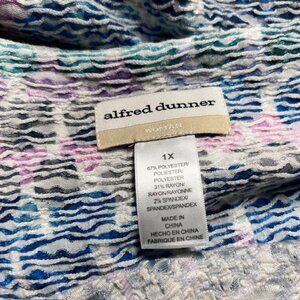 alfred dunner
WOMAN
1X
67% POLYESTER/
POLIESTER/
POLYESTER
31% RAYON/
RAYON/RAYONNE
2% SPANDEX/
SPANDEX/SPANDEX
MADE IN
CHINA
HECHO EN CHINA
FABRIQUE EN CHINE